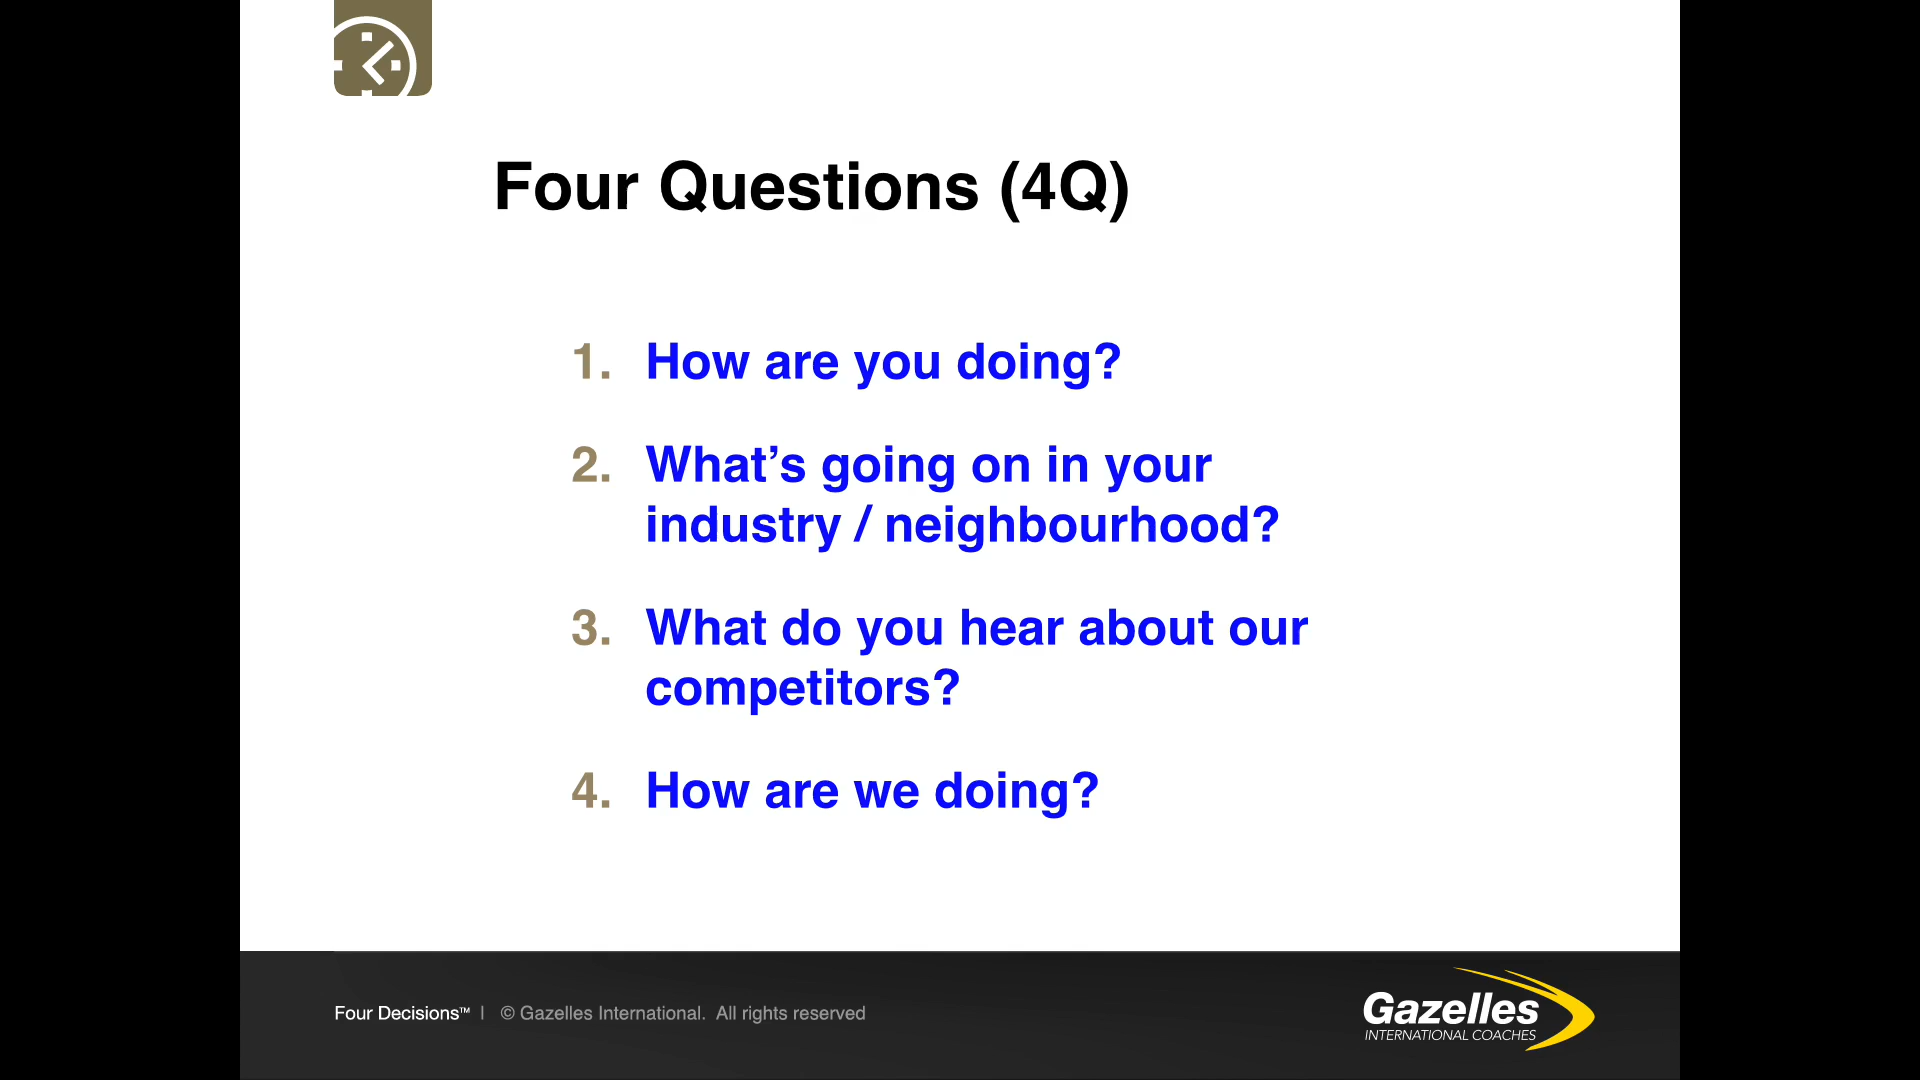 Four Questions (4Q)
1. How are you doing?
2. What’s going on in your
industry / neighbourhood?
3. What do you hear about our
competitors?
4. How are we doing?
Four Decisions™ | © Gazelles International. All rights reserved
Gazelles
INTERNATIONAL COACHES